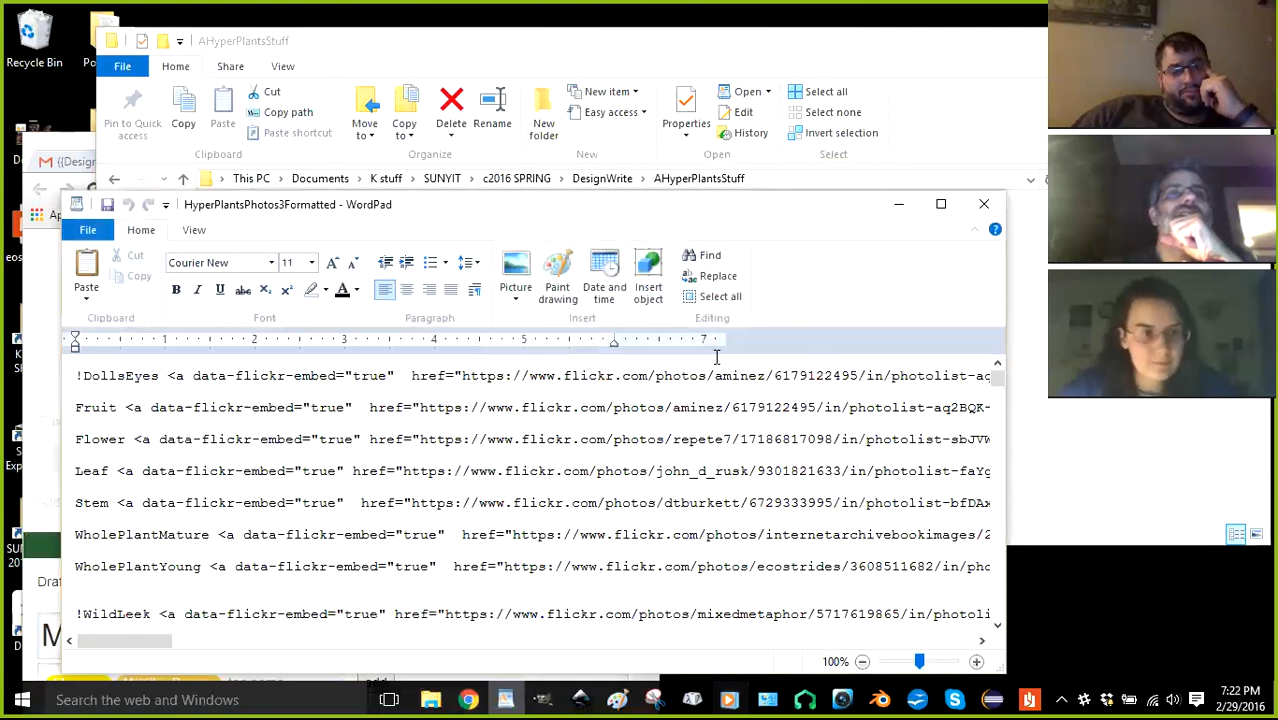 Recycle Bin
AHyperPlantsStuff
File Home Share View
Pin to Quick access
Copy
Paste
Cut
Copy path
Paste shortcut
Move to
Copy to
Delete
Rename
New folder
New item
Easy access
Properties
Open
Edit
History
Select all
Select none
Invert selection
Clipboard Organize New Open Select
This PC Documents K stuff SUNYIT c2016 SPRING DesignWrite AHyperPlantsStuff
{{Design
HyperPlantsPhotos3Formatted - WordPad
File Home View
Paste
Cut
Copy
Courier New 11
Picture
Paint drawing
Date and time
Insert object
Find
Replace
Select all
Clipboard Font Paragraph Insert Editing
1 2 3 4 5 7
!DollsEyes <a data-flickr-embed="true"  href="https://www.flickr.com/photos/aminez/6179122495/in/photolist-aq
Fruit <a data-flickr-embed="true"  href="https://www.flickr.com/photos/aminez/6179122495/in/photolist-aq2BQK-
Flower <a data-flickr-embed="true" href="https://www.flickr.com/photos/repete7/17186817098/in/photolist-sbJVW
Leaf <a data-flickr-embed="true"  href="https://www.flickr.com/photos/john_d_rusk/9301821633/in/photolist-faYg
Stem <a data-flickr-embed="true"  href="https://www.flickr.com/photos/dtburkett/6729333995/in/photolist-bfDAx
WholePlantMature <a data-flickr-embed="true"  href="https://www.flickr.com/photos/internetarchivebookimages/2
WholePlantYoung <a data-flickr-embed="true"  href="https://www.flickr.com/photos/ecostrides/3608511682/in/pho
!WildLeek <a data-flickr-embed="true" href="https://www.flickr.com/photos/mixedmetaphor/5717619865/in/photoli
100%
Search the web and Windows
7:22 PM
2/29/2016